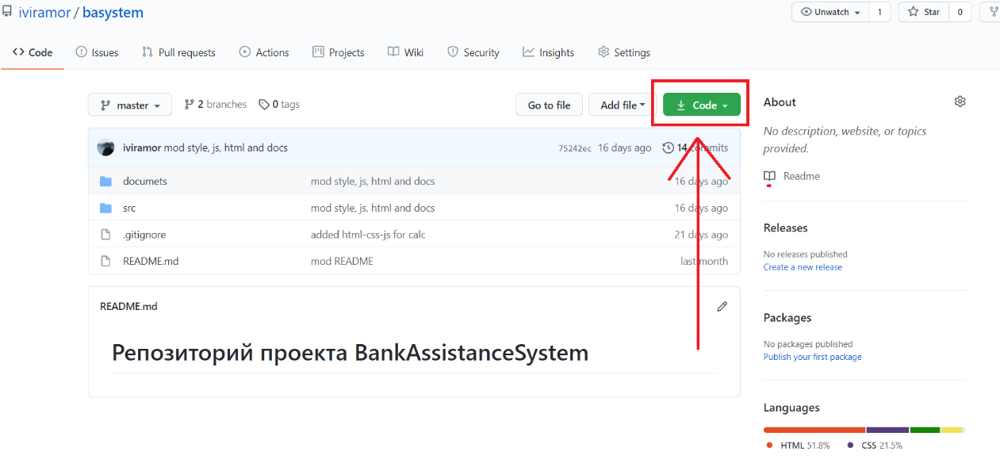 iviramor / basystem
Unwatch 1 Star 0
Code Issues Pull requests Actions Projects Wiki Security Insights Settings
master 2 branches 0 tags Go to file Add file Code
iviramor mod style, js, html and docs 75242ec 16 days ago 14 commits
documets mod style, js, html and docs 16 days ago
src mod style, js, html and docs 16 days ago
.gitignore added html-css-js for calc 21 days ago
README.md mod README last month
README.md
Репозиторий проекта BankAssistanceSystem
About
No description, website, or topics
provided.
Readme
Releases
No releases published
Create a new release
Packages
No packages published
Publish your first package
Languages
HTML 51.8% CSS 21.5%